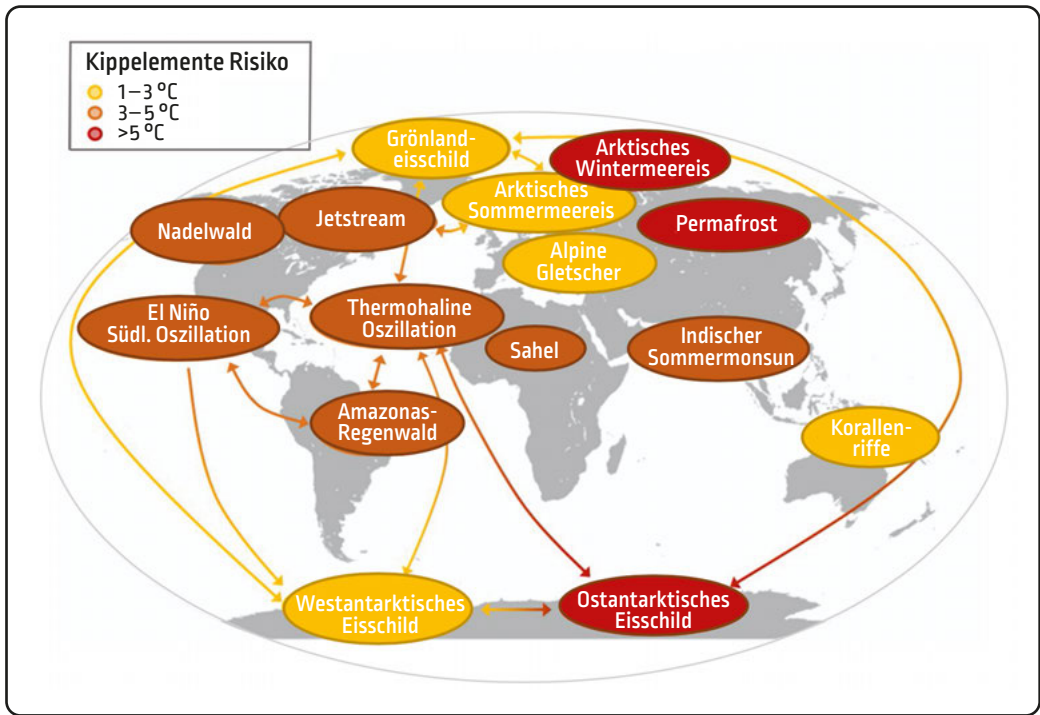 Kippelemente Risiko
1–3 °C
3–5 °C
>5 °C
Grönland-
eisschild
Arktisches
Wintermeereis
Arktisches
Sommermeereis
Jetstream
Nadelwald
Permafrost
Alpine
Gletscher
El Niño
Südl. Oszillation
Thermohaline
Oszillation
Sahel
Indischer
Sommermonsun
Amazonas-
Regenwald
Korallen-
riffe
Westantarktisches
Eisschild
Ostantarktisches
Eisschild